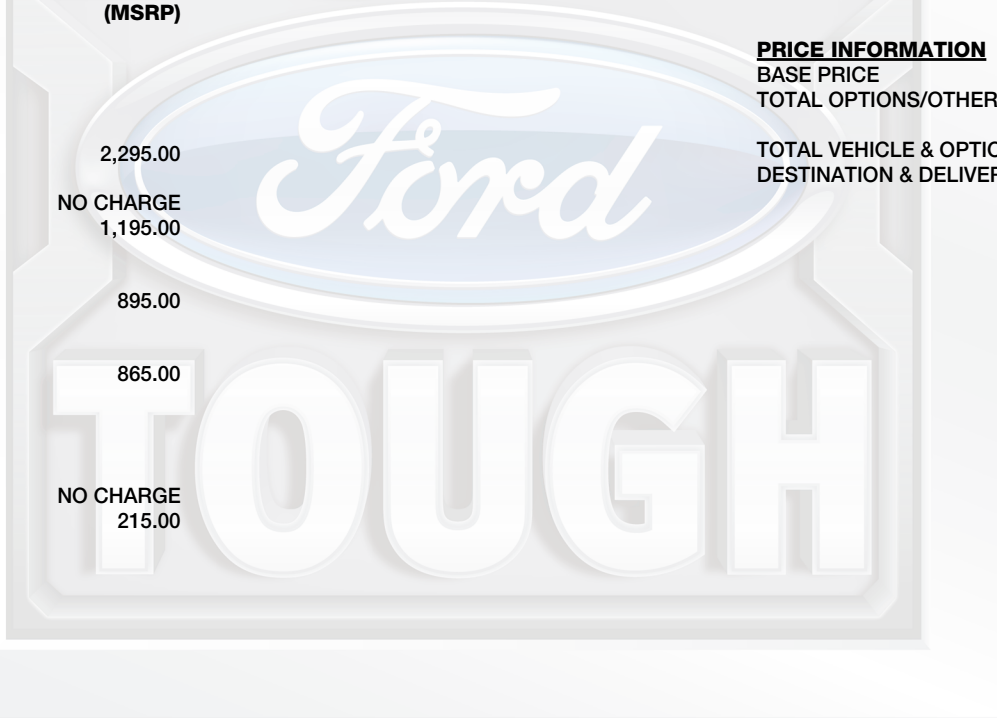 (MSRP)
2,295.00
NO CHARGE
1,195.00
895.00
865.00
NO CHARGE
215.00
PRICE INFORMATION
BASE PRICE
TOTAL OPTIONS/OTHER
TOTAL VEHICLE & OPTIO
DESTINATION & DELIVER
Ford
TOUGH